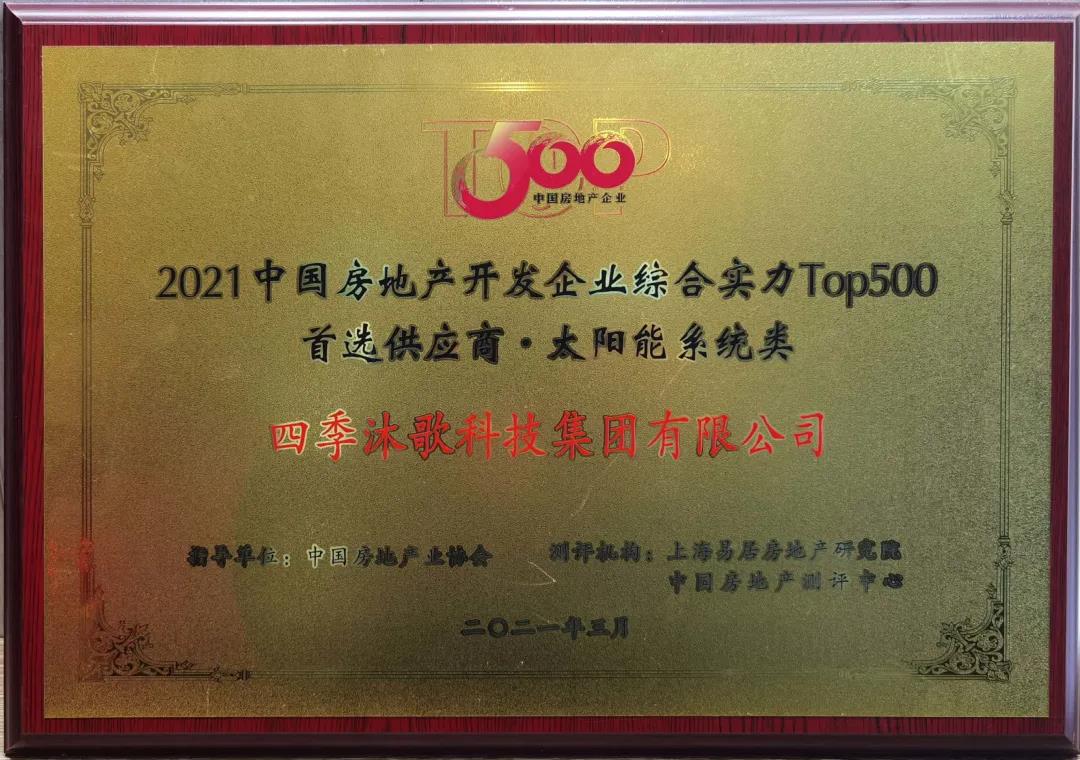 TOP
500
中国房地产企业
2021中国房地产开发企业综合实力Top500
首选供应商·太阳能系统类
四季沐歌科技集团有限公司
指导单位：中国房地产业协会
测评机构：上海易居房地产研究院
中国房地产测评中心
二〇二一年三月